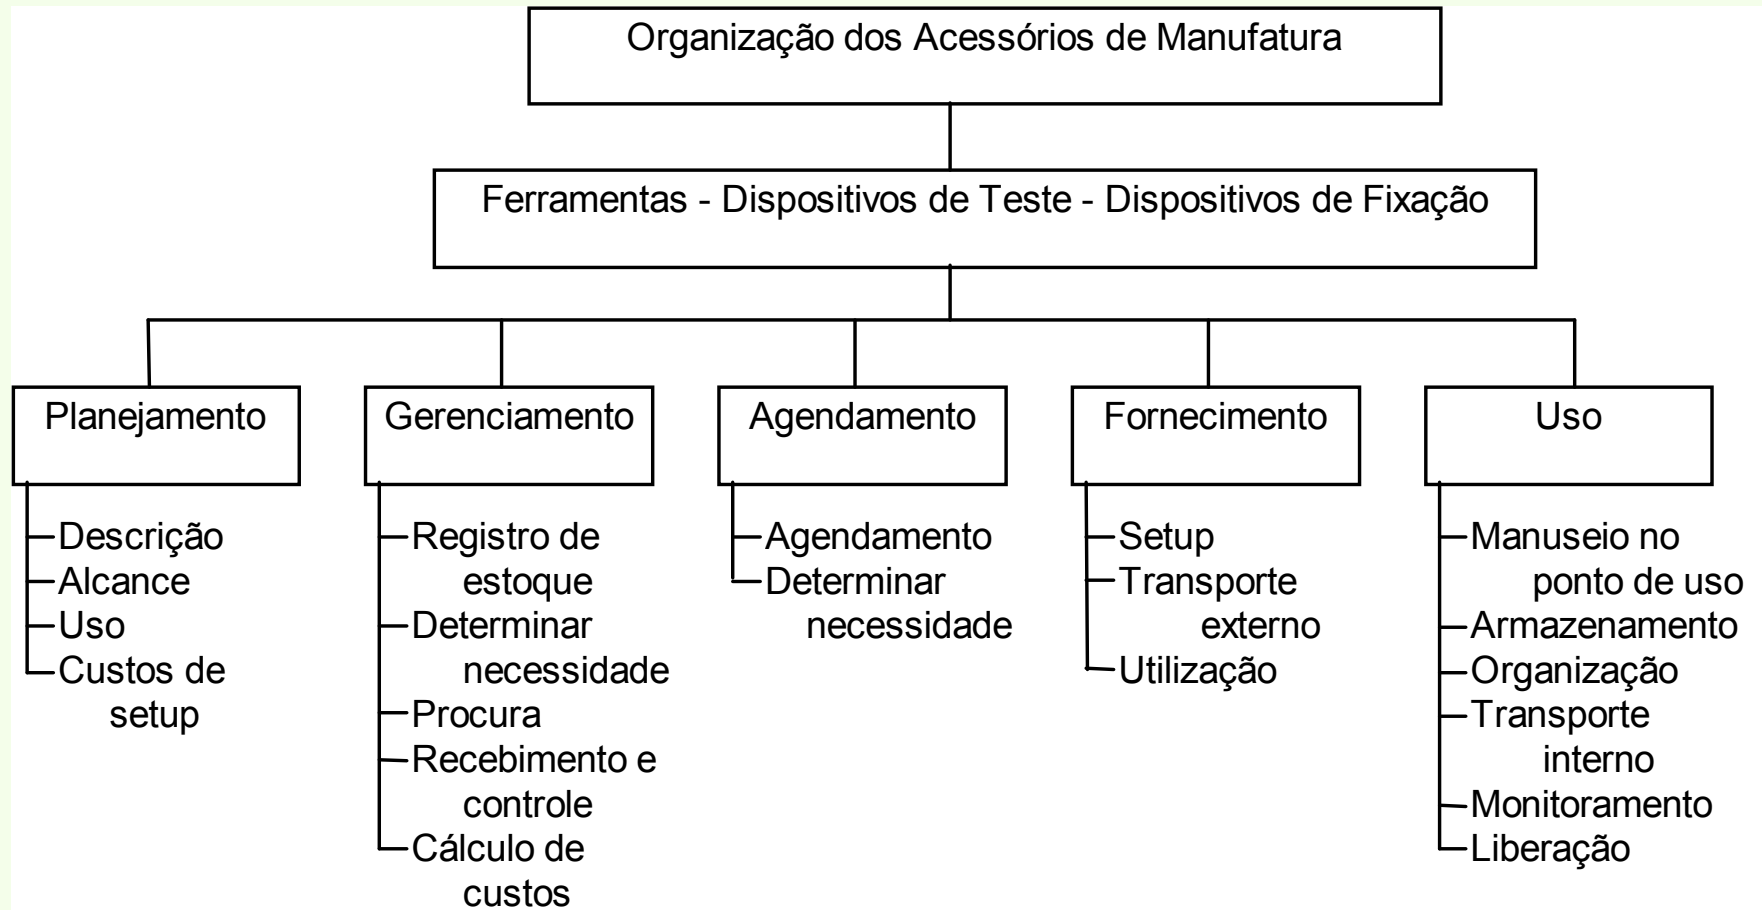 Organização dos Acessórios de Manufatura
Ferramentas - Dispositivos de Teste - Dispositivos de Fixação
Planejamento
Descrição
Alcance
Uso
Custos de
setup
Gerenciamento
Registro de
estoque
Determinar
necessidade
Procura
Recebimento e
controle
Cálculo de
custos
Agendamento
Agendamento
Determinar
necessidade
Fornecimento
Setup
Transporte
externo
Utilização
Uso
Manuseio no
ponto de uso
Armazenamento
Organização
Transporte
interno
Monitoramento
Liberação